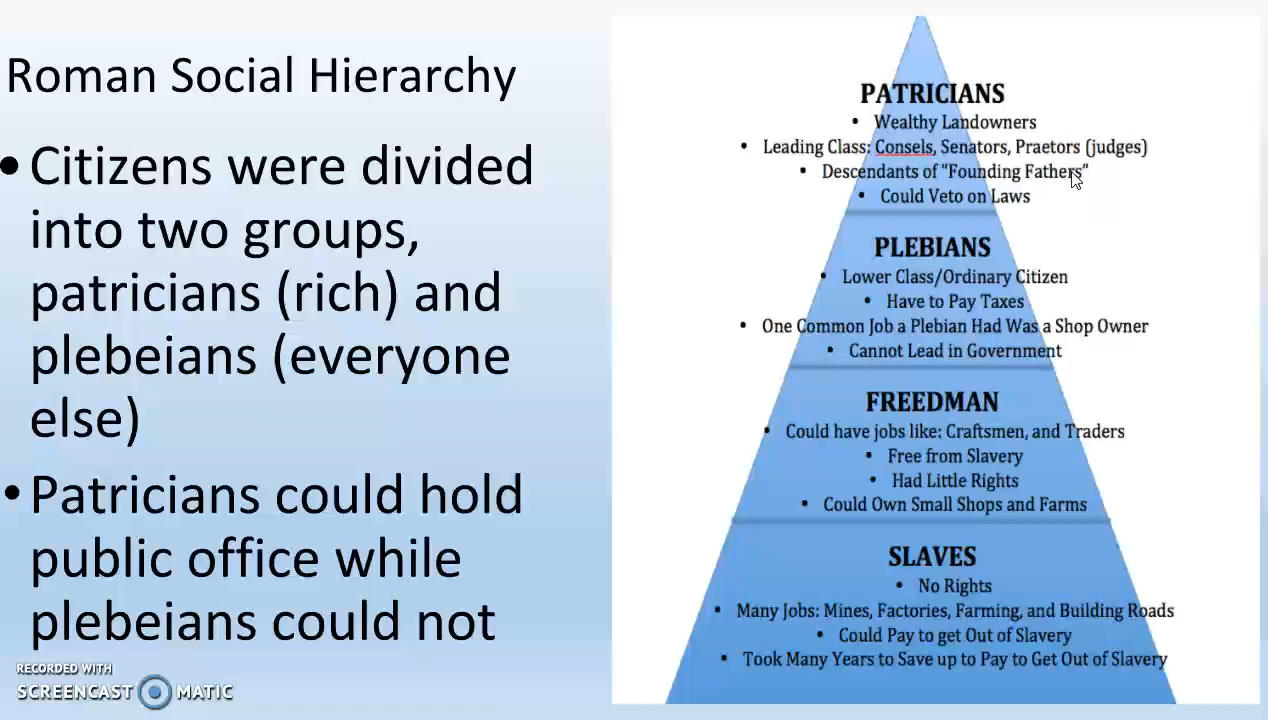 Roman Social Hierarchy
• Citizens were divided
into two groups,
patricians (rich) and
plebeians (everyone
else)
• Patricians could hold
public office while
plebeians could not
RECORDED WITH
SCREENCAST MATIC
PATRICIANS
• Wealthy Landowners
• Leading Class: Consels, Senators, Praetors (judges)
• Descendants of “Founding Fathers”
• Could Veto on Laws
PLEBIANS
• Lower Class/Ordinary Citizen
• Have to Pay Taxes
• One Common Job a Plebian Had Was a Shop Owner
• Cannot Lead in Government
FREEDMAN
• Could have jobs like: Craftsmen, and Traders
• Free from Slavery
• Had Little Rights
• Could Own Small Shops and Farms
SLAVES
• No Rights
• Many Jobs: Mines, Factories, Farming, and Building Roads
• Could Pay to get Out of Slavery
• Took Many Years to Save up to Pay to Get Out of Slavery